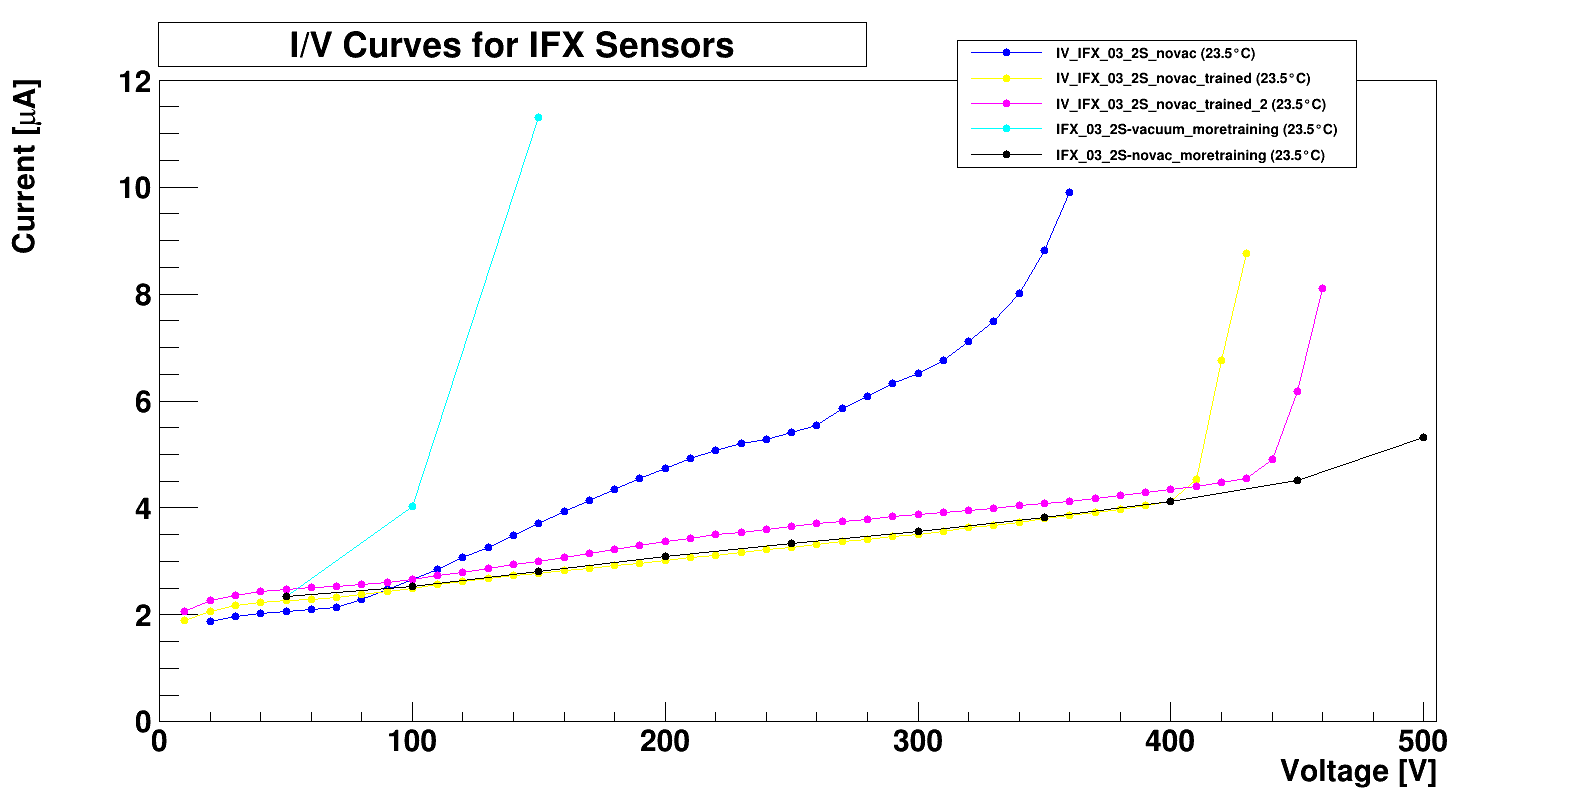 I/V Curves for IFX Sensors
IV_IFX_03_2S_novac (23.5°C)
IV_IFX_03_2S_novac_trained (23.5°C)
IV_IFX_03_2S_novac_trained_2 (23.5°C)
IFX_03_2S-vacuum_moretraining (23.5°C)
IFX_03_2S-novac_moretraining (23.5°C)
Current [μA]
12
10
8
6
4
2
0
0 100 200 300 400 500
Voltage [V]